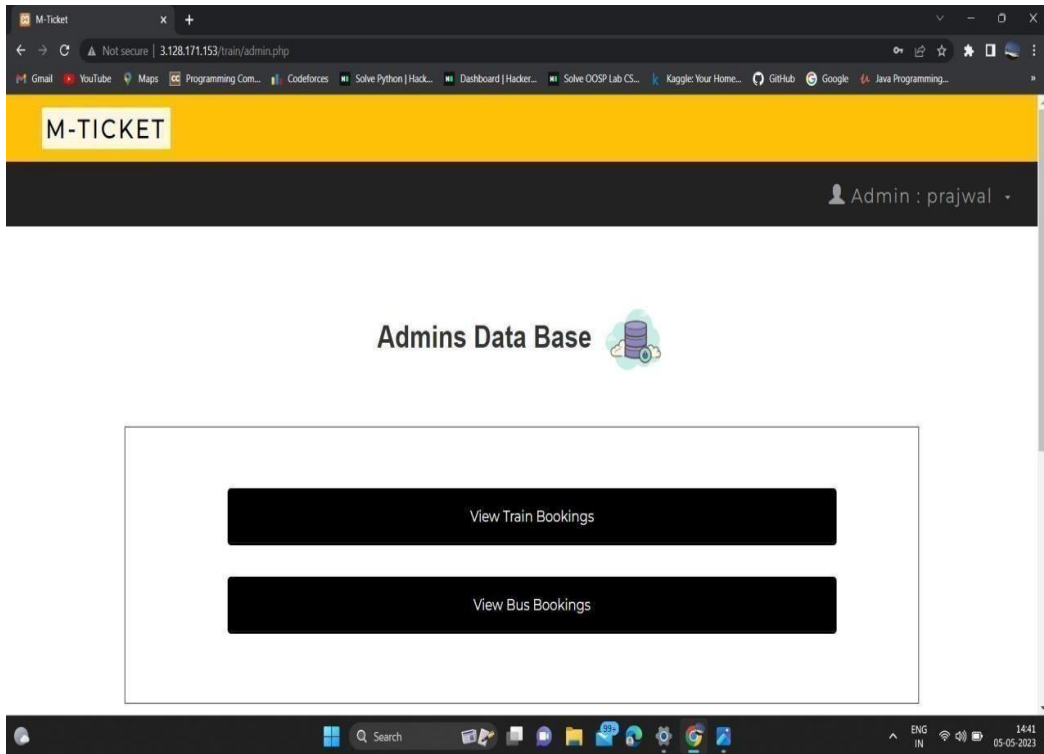 M-Ticket
Not secure | 3.128.171.153/train/admin.php
Gmail YouTube Maps Programming Com... Codeforces Solve Python | Hack... Dashboard | Hacker... Solve OOSP Lab CS... Kaggle: Your Home... GitHub Google Java Programming... »
M-TICKET
Admin : prajwal
Admins Data Base
View Train Bookings
View Bus Bookings
Search 99+ ENG 14:41
IN 05-05-2023